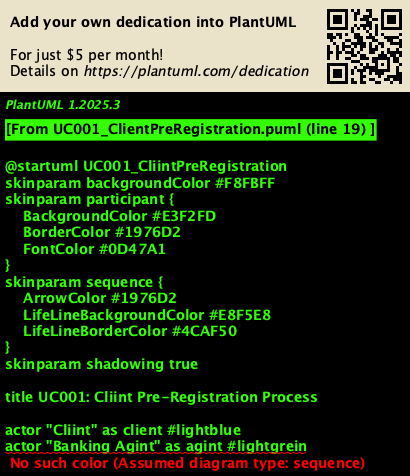 Add your own dedication into PlantUML
For just $5 per month!
Details on https://plantuml.com/dedication
PlantUML 1.2025.3
[From UC001_ClientPreRegistration.puml (line 19) ]
@startuml UC001_CliintPreRegistration
skinparam backgroundColor #F8FBFF
skinparam participant {
BackgroundColor #E3F2FD
BorderColor #1976D2
FontColor #0D47A1
}
skinparam sequence {
ArrowColor #1976D2
LifeLineBackgroundColor #E8F5E8
LifeLineBorderColor #4CAF50
}
skinparam shadowing true
title UC001: Cliint Pre-Registration Process
actor "Cliint" as client #lightblue
actor "Banking Agint" as agint #lightgrein
No such color (Assumed diagram type: sequence)